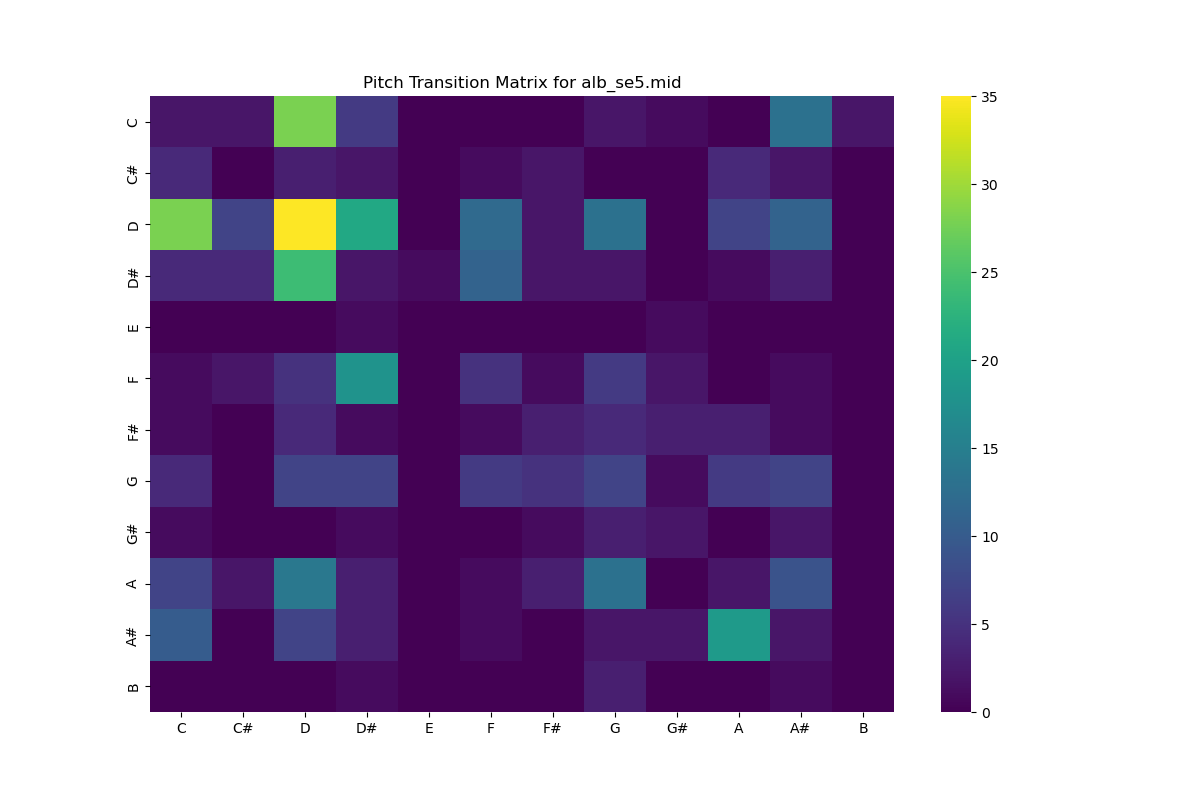 Pitch Transition Matrix for alb_se5.mid
C
C#
D
D#
E
F
F#
G
G#
A
A#
B
C C# D D# E F F# G G# A A# B
35
30
25
20
15
10
5
0